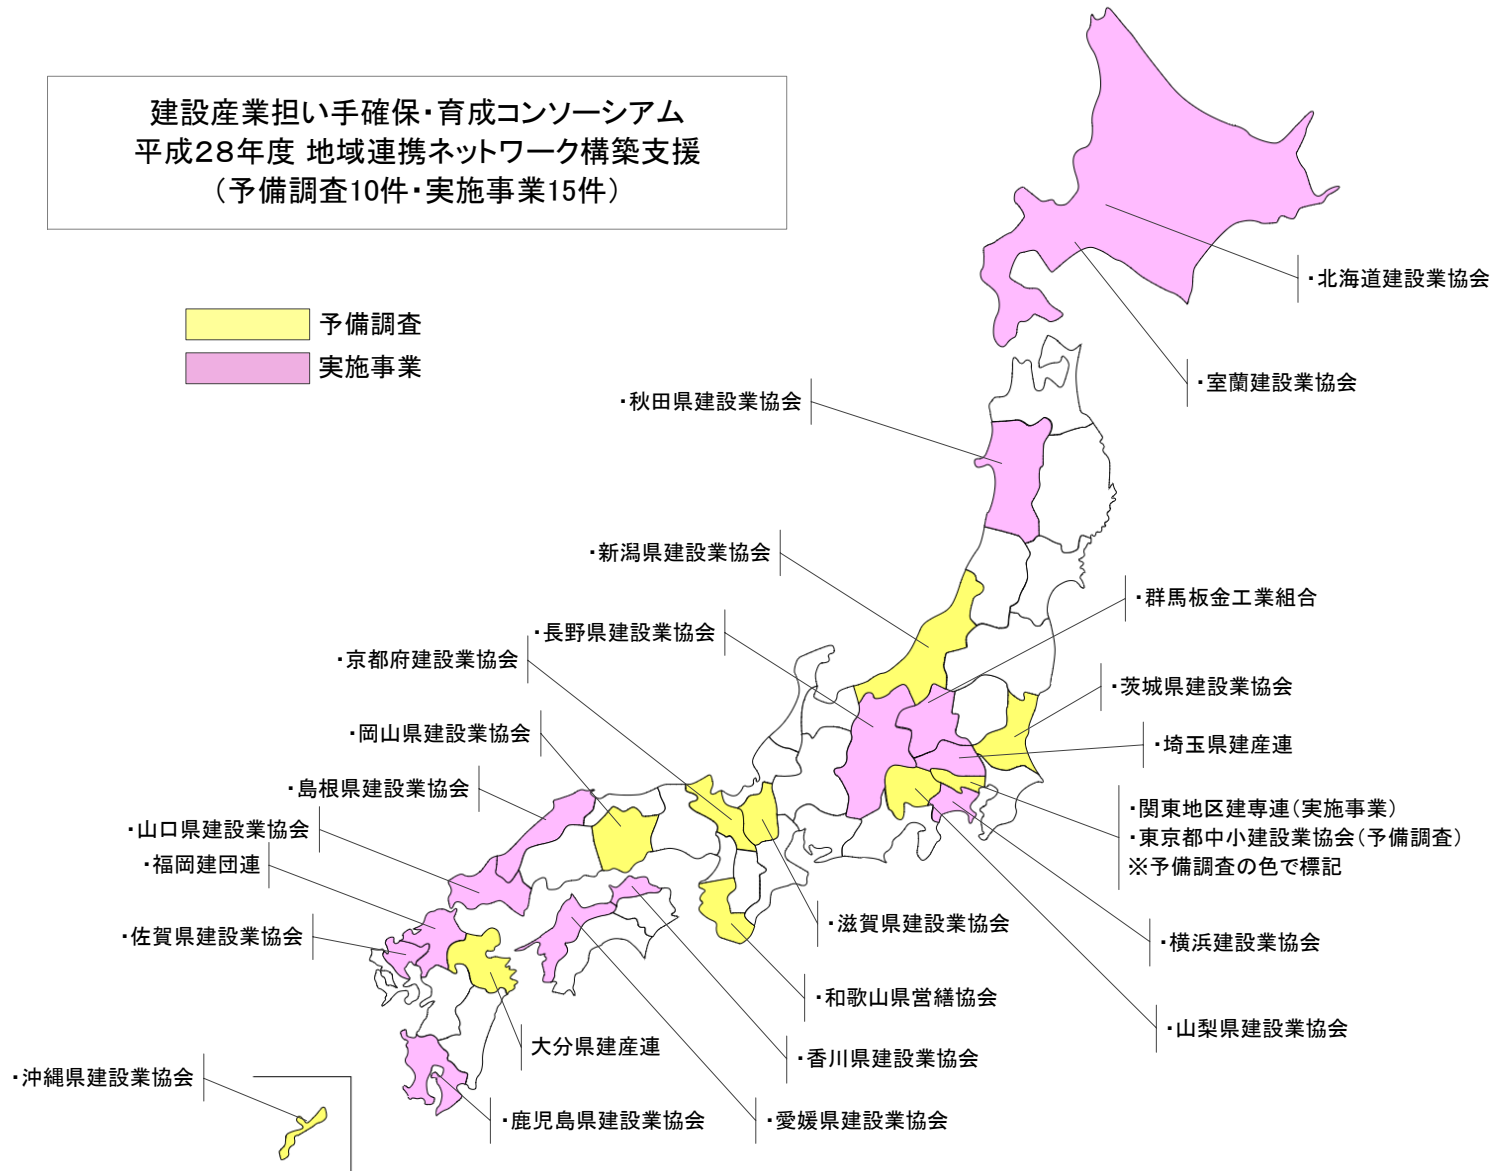 建設産業担い手確保・育成コンソーシアム
平成２８年度 地域連携ネットワーク構築支援
（予備調査10件・実施事業15件）
予備調査
実施事業
・北海道建設業協会
・室蘭建設業協会
・秋田県建設業協会
・新潟県建設業協会
・群馬板金工業組合
・長野県建設業協会
・京都府建設業協会
・茨城県建設業協会
・岡山県建設業協会
・埼玉県建産連
・島根県建設業協会
・関東地区建専連（実施事業）
・東京都中小建設業協会（予備調査）
※予備調査の色で標記
・山口県建設業協会
・福岡建団連
・佐賀県建設業協会
・滋賀県建設業協会
・横浜建設業協会
・和歌山県営繕協会
・山梨県建設業協会
大分県建産連
・香川県建設業協会
・沖縄県建設業協会
・鹿児島県建設業協会
・愛媛県建設業協会